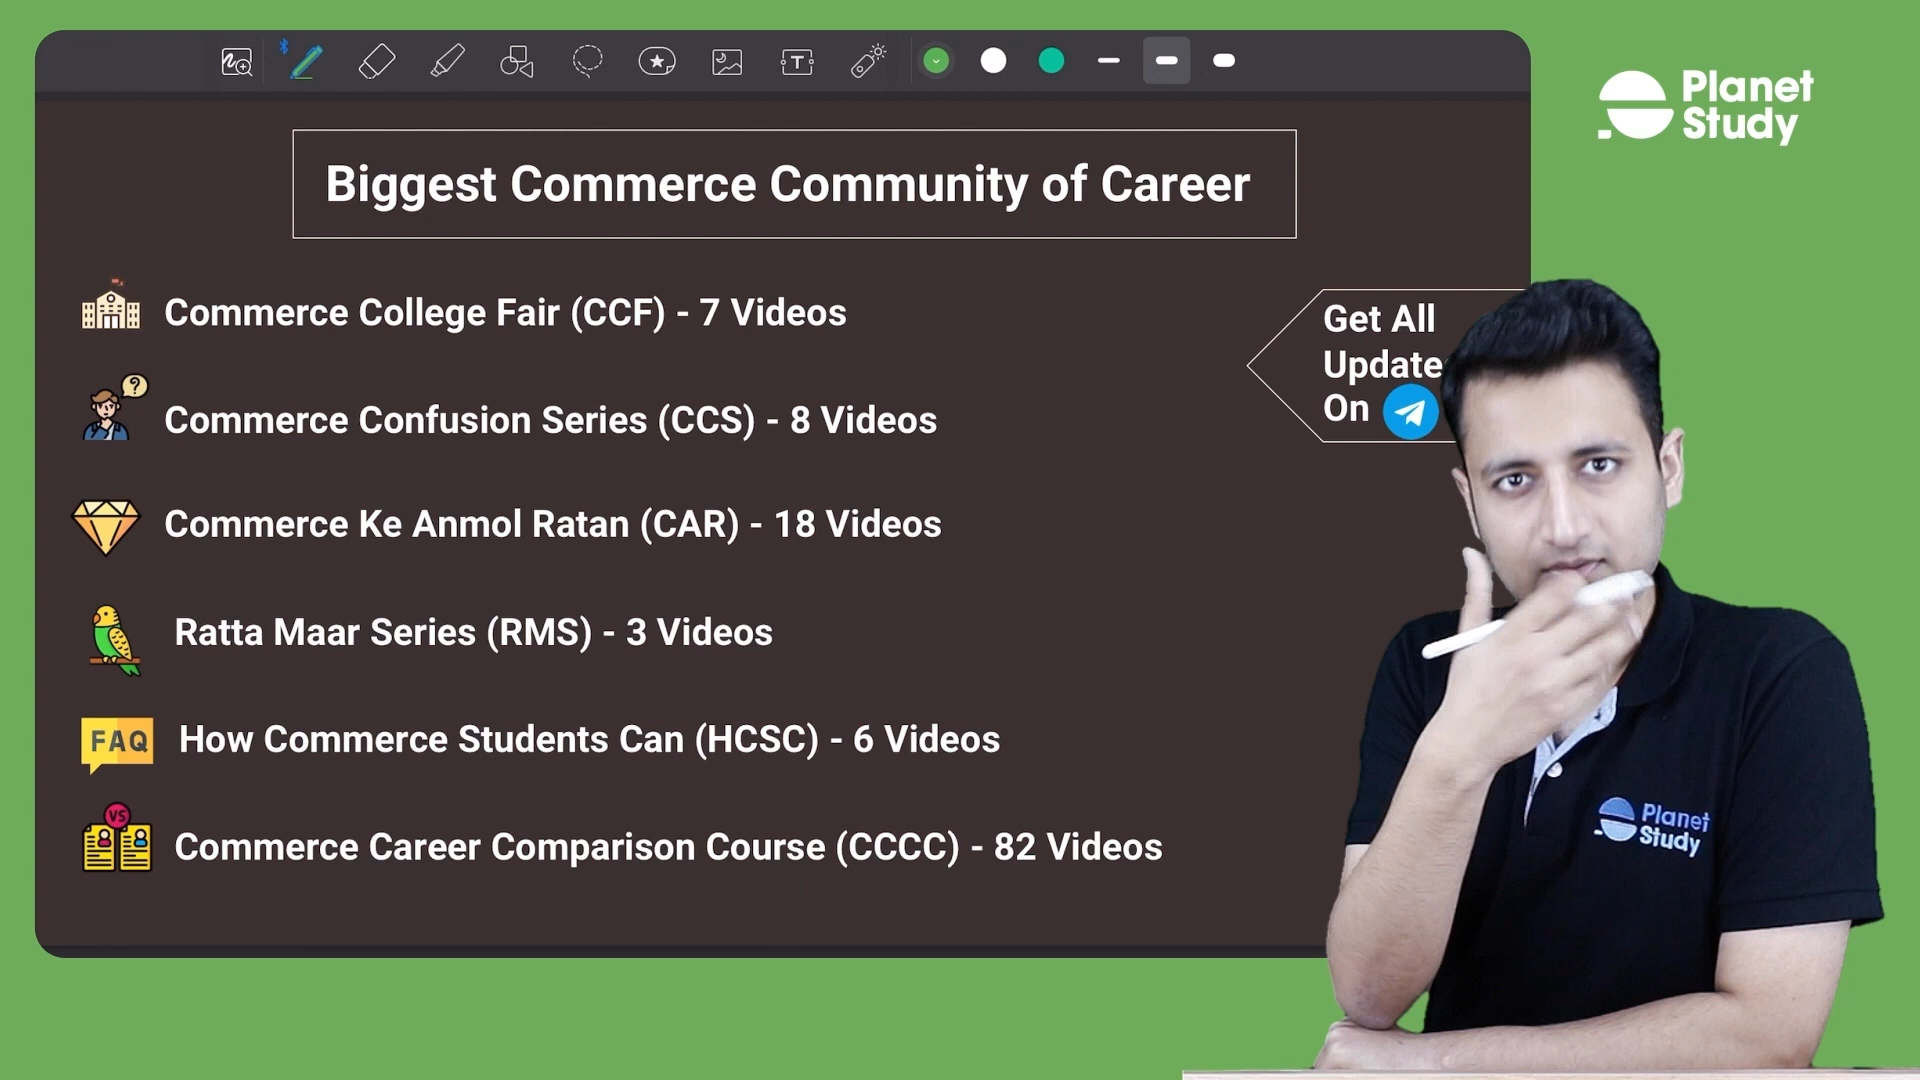 Planet
Study
Biggest Commerce Community of Career
Commerce College Fair (CCF) - 7 Videos
Get All
Update
On
?
Commerce Confusion Series (CCS) - 8 Videos
Commerce Ke Anmol Ratan (CAR) - 18 Videos
Ratta Maar Series (RMS) - 3 Videos
FAQ
How Commerce Students Can (HCSC) - 6 Videos
VS
Commerce Career Comparison Course (CCCC) - 82 Videos
Planet
Study
T